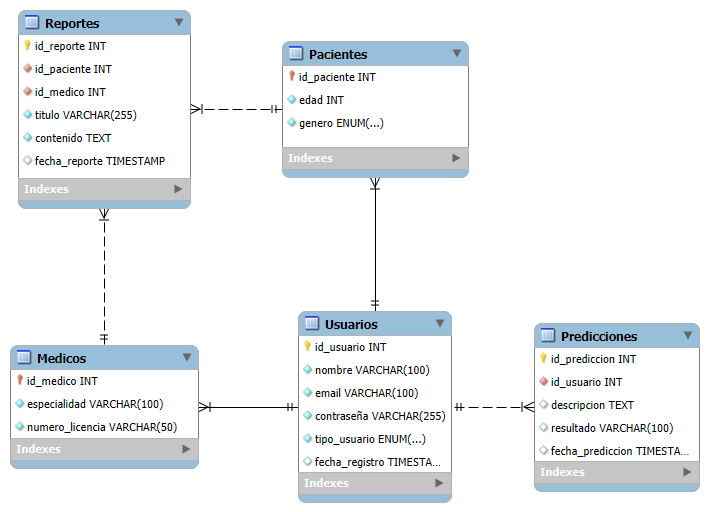 Reportes
id_reporte INT
id_paciente INT
id_medico INT
titulo VARCHAR(255)
contenido TEXT
fecha_reporte TIMESTAMP
Indexes
Pacientes
id_paciente INT
edad INT
genero ENUM(...)
Indexes
Medicos
id_medico INT
especialidad VARCHAR(100)
numero_licencia VARCHAR(50)
Indexes
Usuarios
id_usuario INT
nombre VARCHAR(100)
email VARCHAR(100)
contraseña VARCHAR(255)
tipo_usuario ENUM(...)
fecha_registro TIMESTA...
Indexes
Predicciones
id_prediccion INT
id_usuario INT
descripcion TEXT
resultado VARCHAR(100)
fecha_prediccion TIMESTA...
Indexes